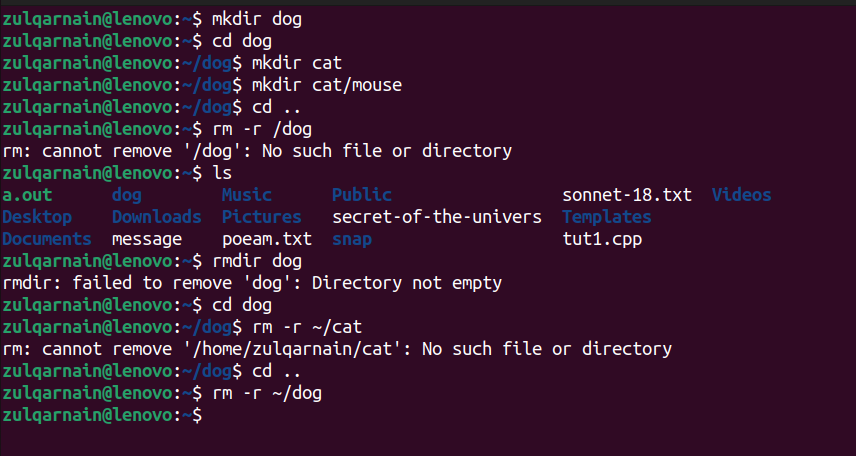 zulqarnain@lenovo:~$ mkdir dog
zulqarnain@lenovo:~$ cd dog
zulqarnain@lenovo:~/dog$ mkdir cat
zulqarnain@lenovo:~/dog$ mkdir cat/mouse
zulqarnain@lenovo:~/dog$ cd ..
zulqarnain@lenovo:~$ rm -r /dog
rm: cannot remove '/dog': No such file or directory
zulqarnain@lenovo:~$ ls
a.out      dog        Music      Public                 sonnet-18.txt  Videos
Desktop    Downloads  Pictures   secret-of-the-univers  Templates
Documents  message    poeam.txt  snap                   tut1.cpp
zulqarnain@lenovo:~$ rmdir dog
rmdir: failed to remove 'dog': Directory not empty
zulqarnain@lenovo:~$ cd dog
zulqarnain@lenovo:~/dog$ rm -r ~/cat
rm: cannot remove '/home/zulqarnain/cat': No such file or directory
zulqarnain@lenovo:~/dog$ cd ..
zulqarnain@lenovo:~$ rm -r ~/dog
zulqarnain@lenovo:~$